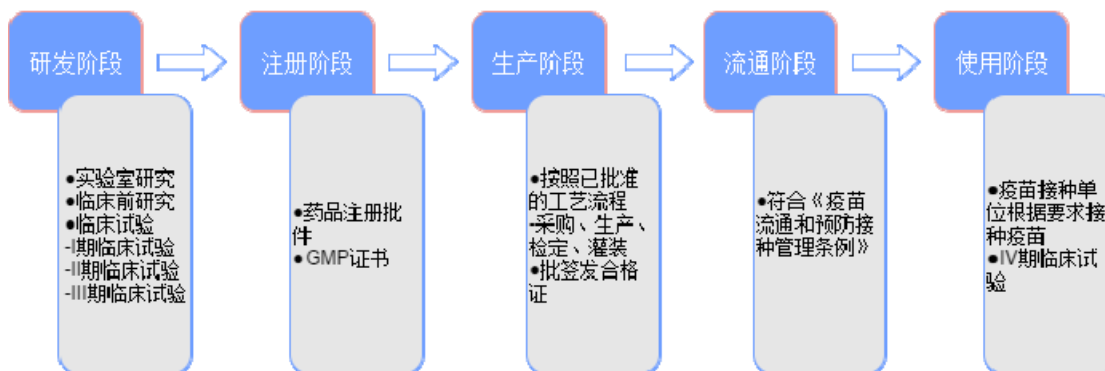 研发阶段
注册阶段
生产阶段
流通阶段
使用阶段
●实验室研究
●临床前研究
●临床试验
-I期临床试验
-II期临床试验
-III期临床试验
●药品注册批
件
●GMP证书
●按照已批准
的工艺流程
-采购、生产、
检定、灌装
●批签发合格
证
●符合《疫苗
流通和预防接
种管理条例》
●疫苗接种单
位根据要求接
种疫苗
●IV期临床试
验